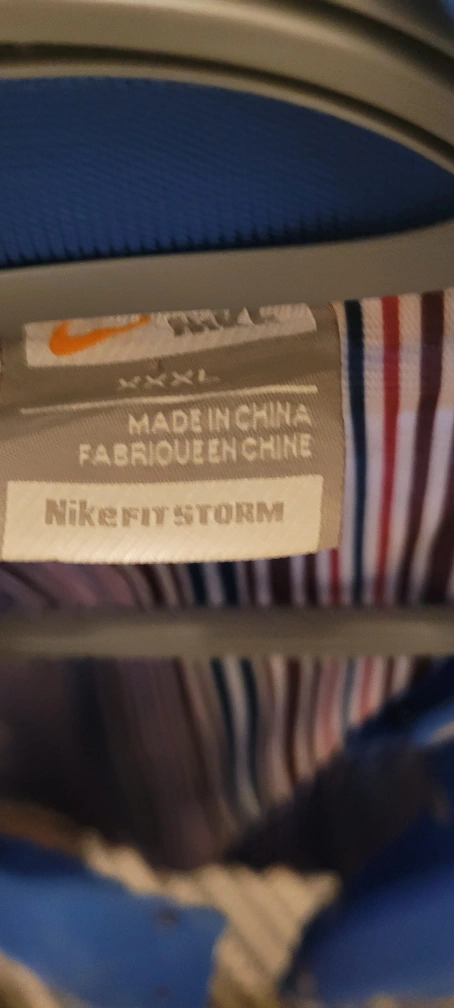 XXXL
MADE IN CHINA
FABRIQUE EN CHINE
NikeFIT STORM